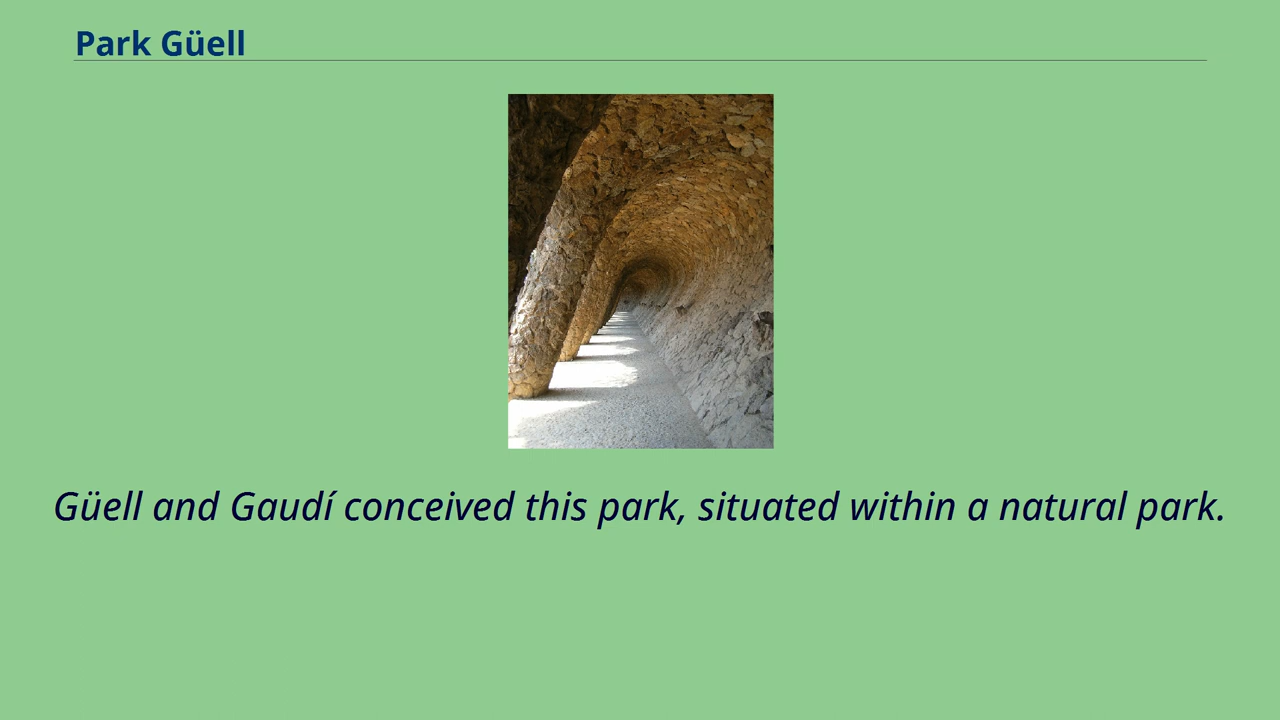 Park Güell
Güell and Gaudí conceived this park, situated within a natural park.